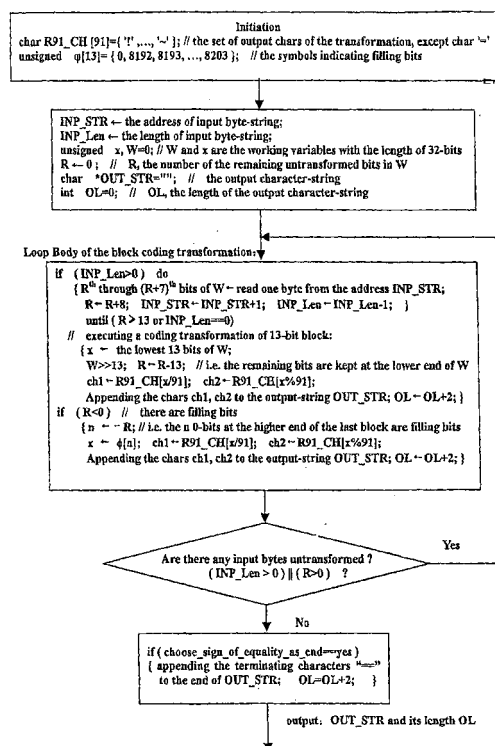 Initiation
char R91_CH [91]={ '!' ,…, '~' }; // the set of output chars of the transformation, except char '='
unsigned φ[13]= { 0, 8192, 8193, …, 8203 }; // the symbols indicating filling bits
INP_STR ← the address of input byte-string;
INP_Len ← the length of input byte-string;
unsigned x, W=0; // W and x are the working variables with the length of 32-bits
R ← 0 ; // R, the number of the remaining untransformed bits in W
char *OUT_STR=""; // the output character-string
int OL=0; // OL, the length of the output character-string
Loop Body of the block coding transformation:
if ( INP_Len>0 ) do
{ Rth through (R+7)th bits of W ← read one byte from the address INP_STR;
R ← R+8; INP_STR ← INP_STR+1; INP_Len ← INP_Len-1; }
until ( R ≥ 13 or INP_Len==0)
// executing a coding transformation of 13-bit block:
{ x ← the lowest 13 bits of W;
W>>13; R ← R-13; // i.e. the remaining bits are kept at the lower end of W
ch1 ← R91_CH[x/91]; ch2 ← R91_CH[x%91];
Appending the chars ch1, ch2 to the output-string OUT_STR; OL ← OL+2; }
if ( R<0 ) // there are filling bits
{ n ← - R; // i.e. the n 0-bits at the higher end of the last block are filling bits
x ← ϕ[n]; ch1 ← R91_CH[x/91]; ch2 ← R91_CH[x%91];
Appending the chars ch1, ch2 to the output-string OUT_STR; OL ← OL+2; }
Are there any input bytes untransformed ?
( INP_Len > 0 ) || ( R>0 ) ?
Yes
No
if ( choose_sign_of_equality_as_end==yes )
{ appending the terminating characters "=="
to the end of OUT_STR; OL=OL+2; }
output: OUT_STR and its length OL